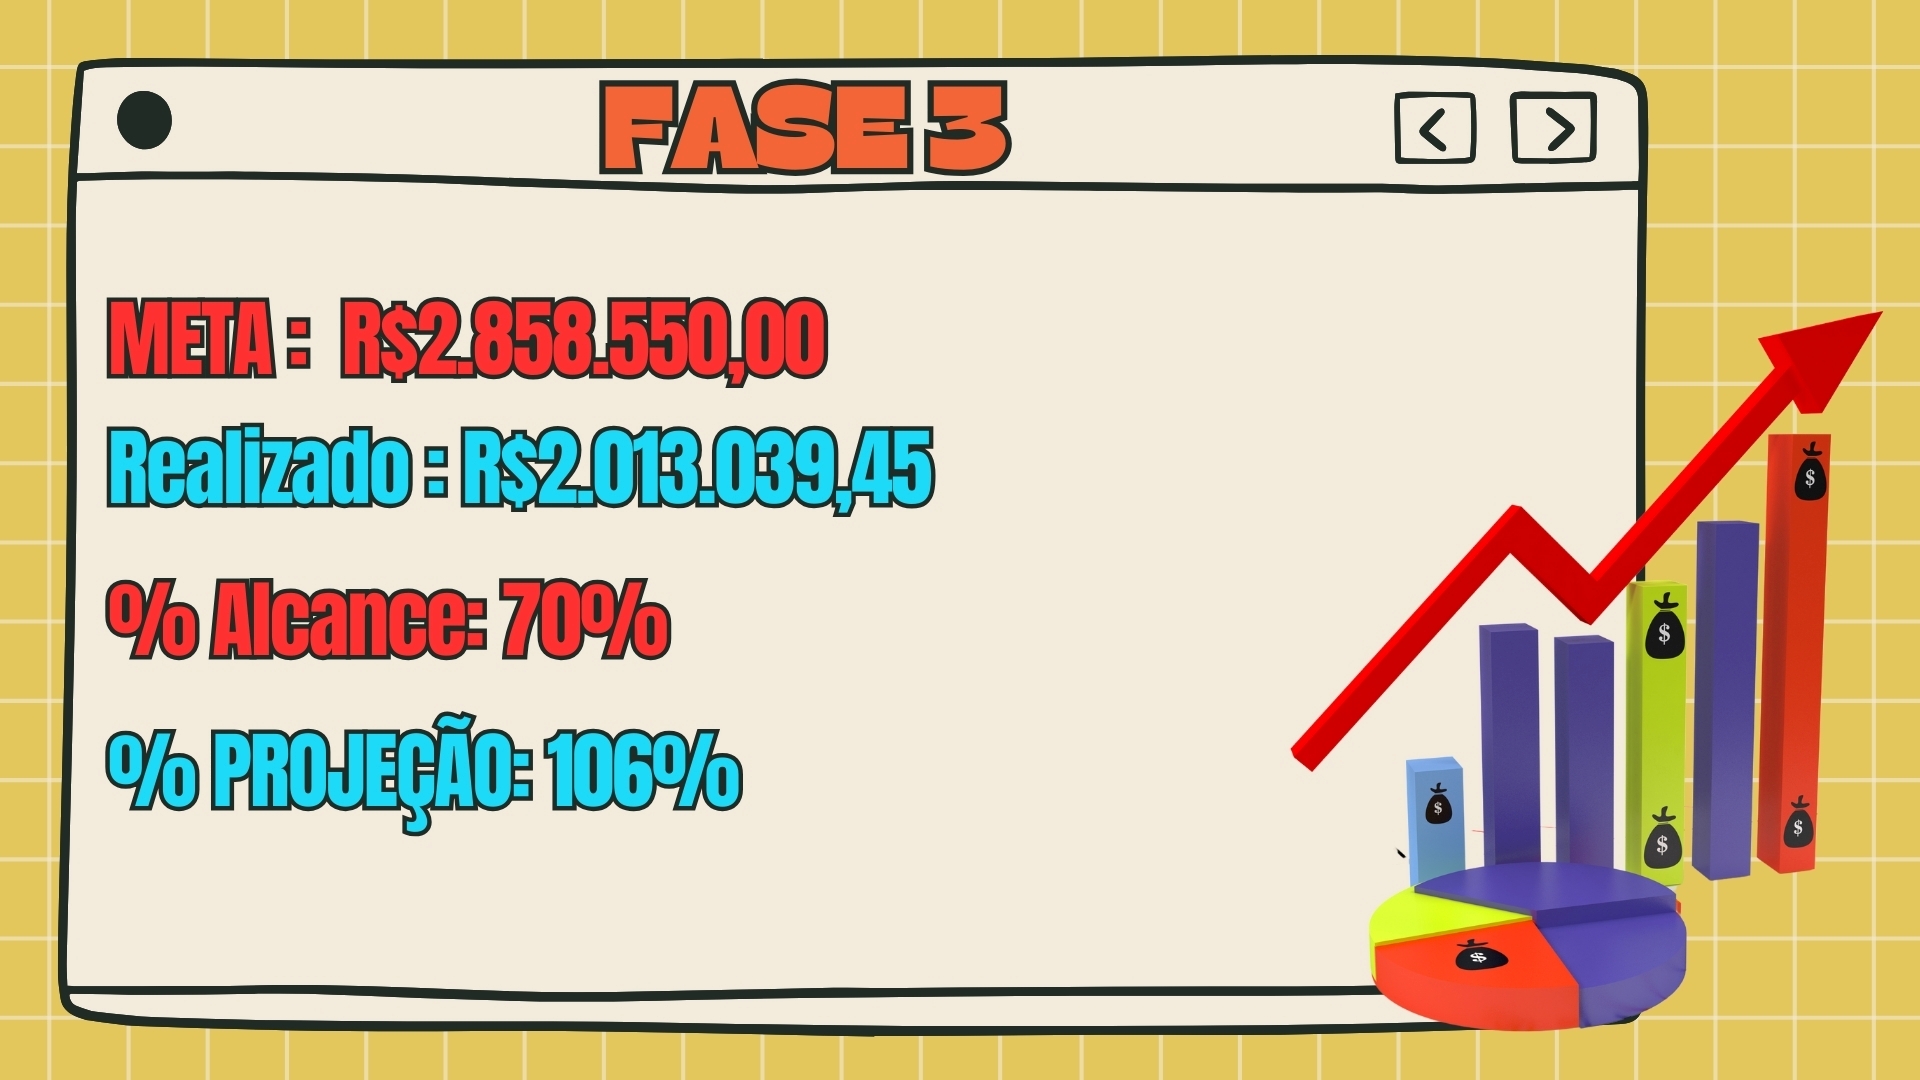 FASE 3
META : R$2.858.550,00
Realizado : R$2.013.039,45
% Alcance: 70%
% PROJEÇÃO: 106%
$
$
$
$
$
$
$